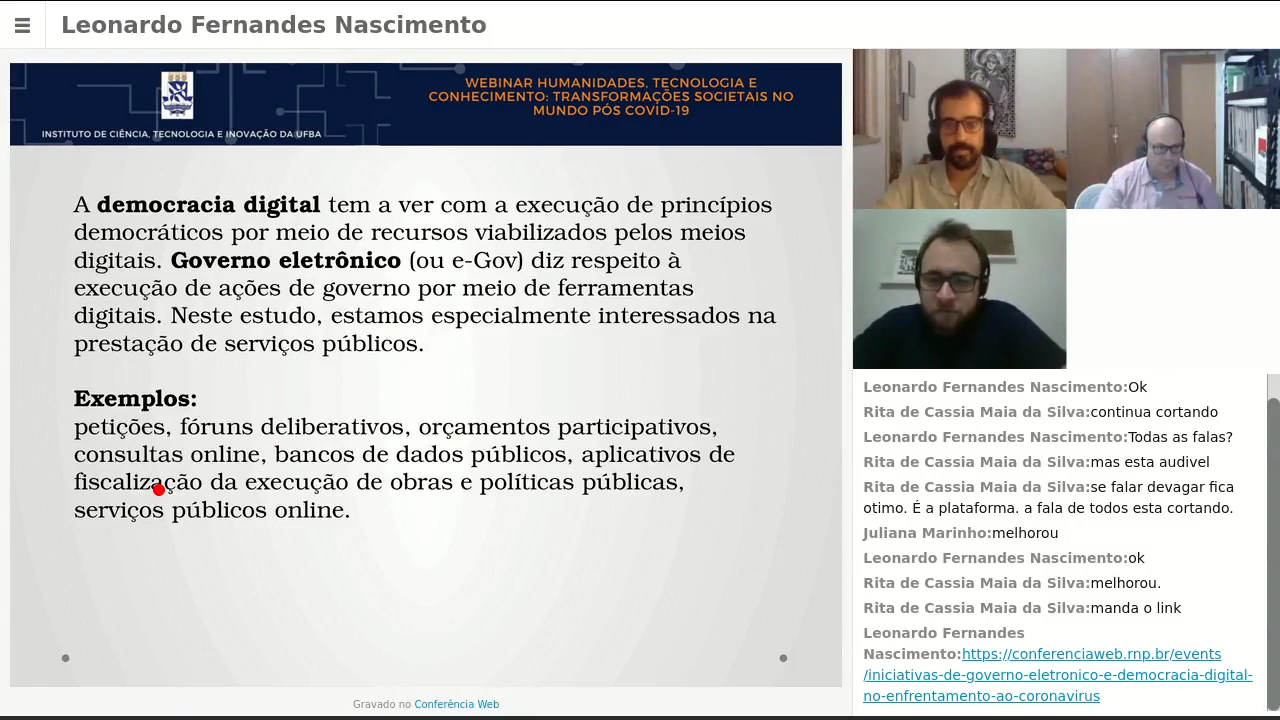 Leonardo Fernandes Nascimento
INSTITUTO DE CIÊNCIA, TECNOLOGIA E INOVAÇÃO DA UFBA
WEBINAR HUMANIDADES, TECNOLOGIA E
CONHECIMENTO: TRANSFORMAÇÕES SOCIETAIS NO
MUNDO PÓS COVID-19
A democracia digital tem a ver com a execução de princípios
democráticos por meio de recursos viabilizados pelos meios
digitais. Governo eletrônico (ou e-Gov) diz respeito à
execução de ações de governo por meio de ferramentas
digitais. Neste estudo, estamos especialmente interessados na
prestação de serviços públicos.
Exemplos:
petições, fóruns deliberativos, orçamentos participativos,
consultas online, bancos de dados públicos, aplicativos de
fiscalização da execução de obras e políticas públicas,
serviços públicos online.
Gravado no Conferência Web
Leonardo Fernandes Nascimento:Ok
Rita de Cassia Maia da Silva:continua cortando
Leonardo Fernandes Nascimento:Todas as falas?
Rita de Cassia Maia da Silva:mas esta audivel
Rita de Cassia Maia da Silva:se falar devagar fica
otimo. É a plataforma. a fala de todos esta cortando.
Juliana Marinho:melhorou
Leonardo Fernandes Nascimento:ok
Rita de Cassia Maia da Silva:melhorou.
Rita de Cassia Maia da Silva:manda o link
Leonardo Fernandes
Nascimento:https://conferenciaweb.rnp.br/events
/iniciativas-de-governo-eletronico-e-democracia-digital-
no-enfrentamento-ao-coronavirus